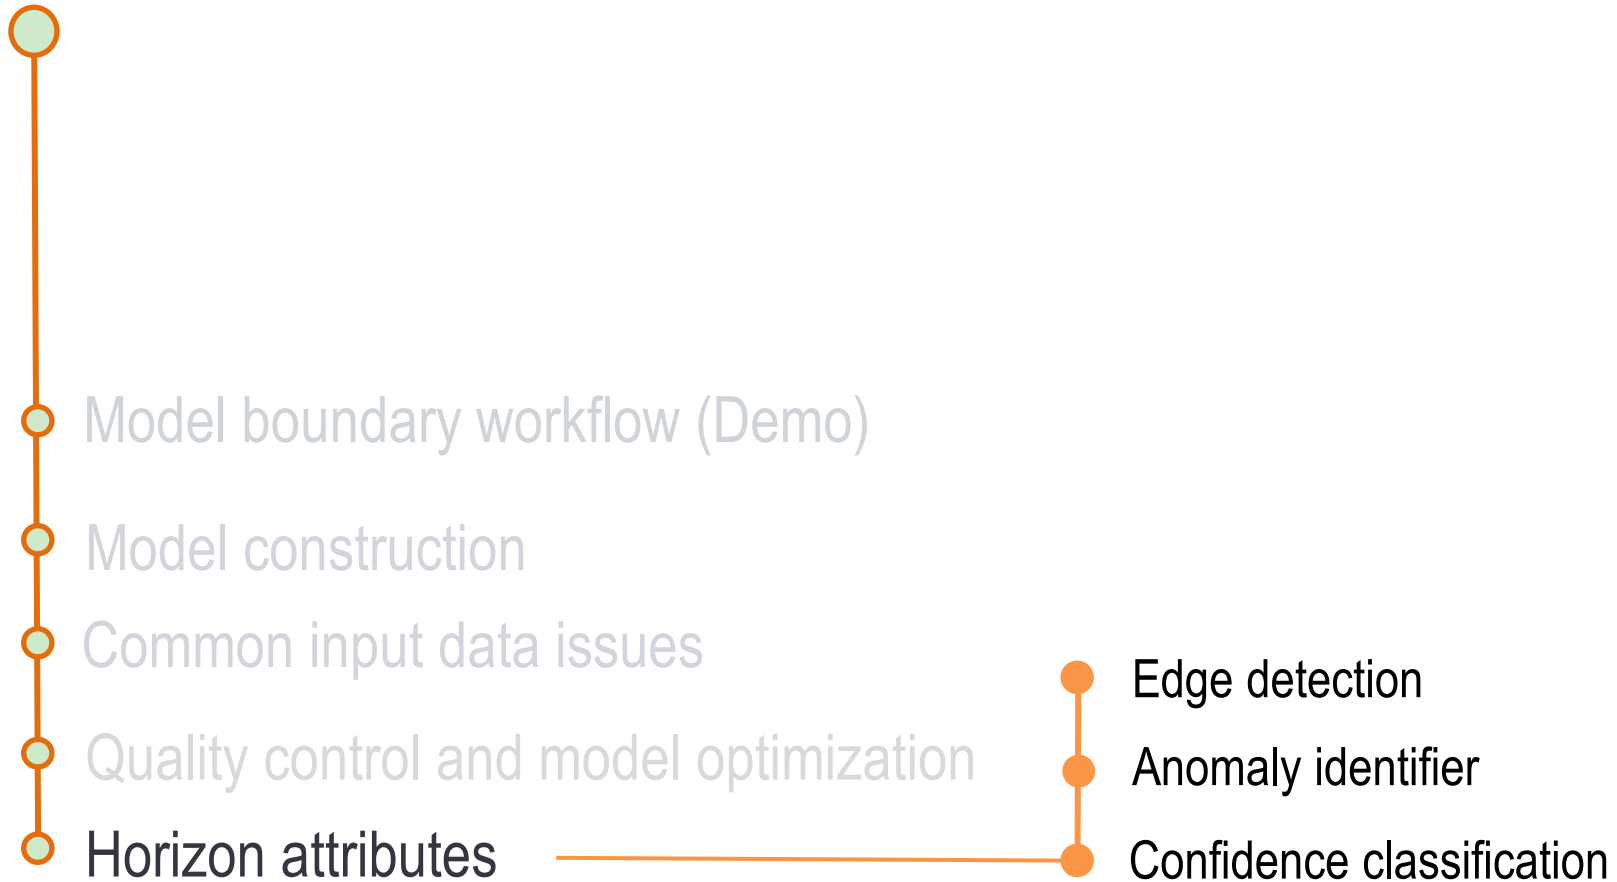 Model boundary workflow (Demo)
Model construction
Common input data issues
Quality control and model optimization
Horizon attributes
Edge detection
Anomaly identifier
Confidence classification